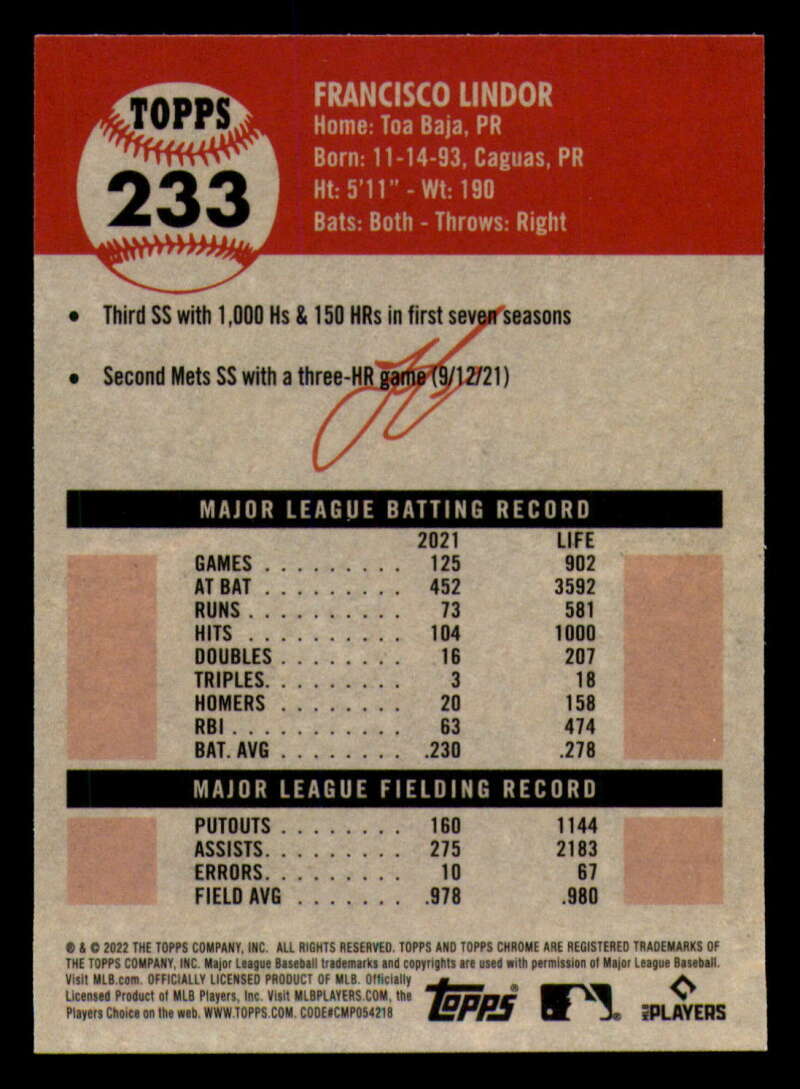 TOPPS
233
FRANCISCO LINDOR
Home: Toa Baja, PR
Born: 11-14-93, Caguas, PR
Ht: 5'11" - Wt: 190
Bats: Both - Throws: Right
• Third SS with 1,000 Hs & 150 HRs in first seven seasons
• Second Mets SS with a three-HR game (9/12/21)
MAJOR LEAGUE BATTING RECORD
2021 LIFE
GAMES . . . . . . . . . 125 902
AT BAT . . . . . . . . . 452 3592
RUNS . . . . . . . . . . 73 581
HITS . . . . . . . . . . 104 1000
DOUBLES . . . . . . . . 16 207
TRIPLES. . . . . . . . . 3 18
HOMERS . . . . . . . . 20 158
RBI . . . . . . . . . . . 63 474
BAT. AVG . . . . . . . . .230 .278
MAJOR LEAGUE FIELDING RECORD
PUTOUTS . . . . . . . . 160 1144
ASSISTS. . . . . . . . . 275 2183
ERRORS. . . . . . . . . 10 67
FIELD AVG . . . . . . . .978 .980
® & © 2022 THE TOPPS COMPANY, INC. ALL RIGHTS RESERVED. TOPPS AND TOPPS CHROME ARE REGISTERED TRADEMARKS OF
THE TOPPS COMPANY, INC. Major League Baseball trademarks and copyrights are used with permission of Major League Baseball.
Visit MLB.com. OFFICIALLY LICENSED PRODUCT OF MLB. Officially
Licensed Product of MLB Players, Inc. Visit MLBPLAYERS.COM, the
Players Choice on the web. WWW.TOPPS.COM. CODE#CMP054218
topps®
MLB PLAYERS